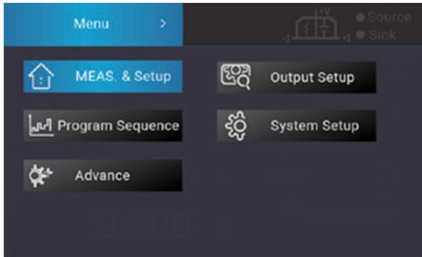 Menu >
Source
Sink
MEAS. & Setup
Output Setup
Program Sequence
System Setup
Advance